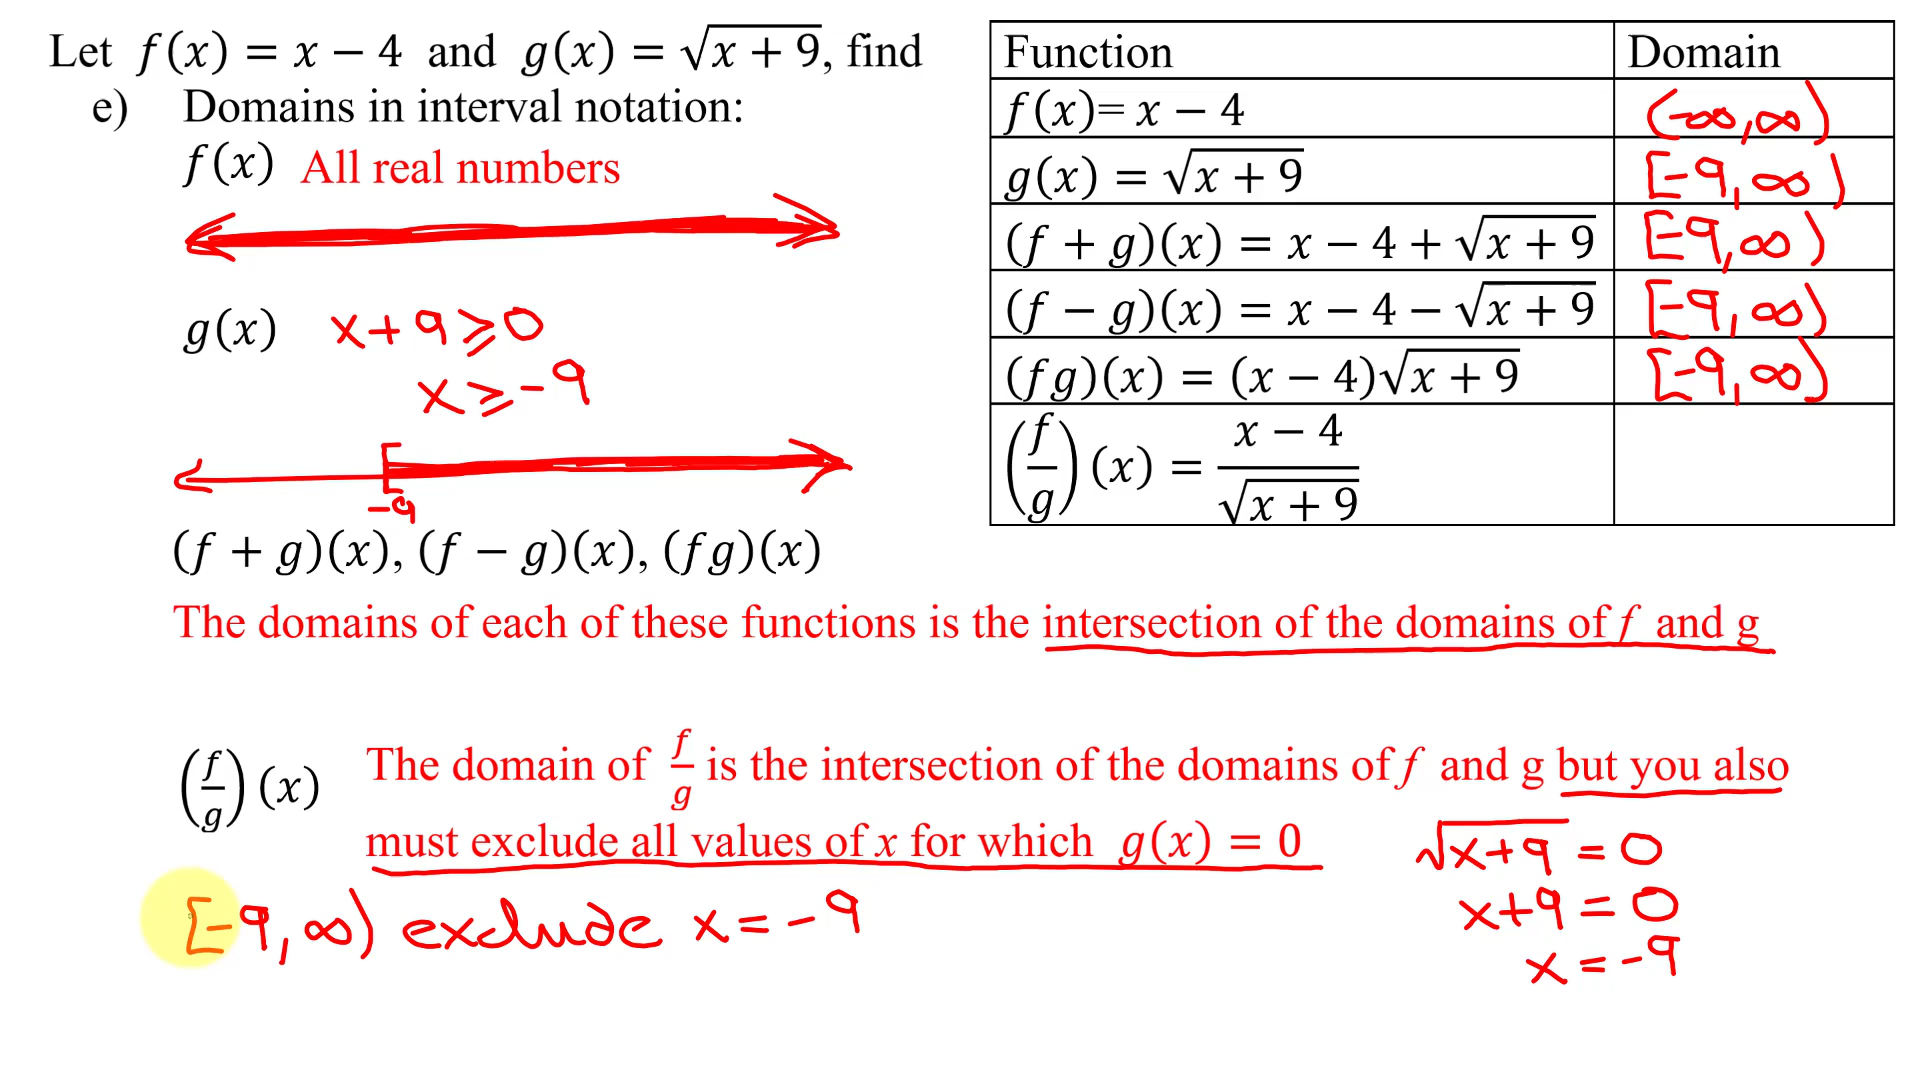 Let f(x) = x − 4 and g(x) = √(x + 9), find
e) Domains in interval notation:
f(x) All real numbers
g(x) x+9≥0
x≥-9
-9
(f + g)(x), (f − g)(x), (fg)(x)
The domains of each of these functions is the intersection of the domains of f and g
(f/g)(x) The domain of f/g is the intersection of the domains of f and g but you also
must exclude all values of x for which g(x) = 0
[-9,∞) exclude x=-9
√(x+9) = 0
x+9=0
x=-9
Function Domain
f(x)= x − 4 (-∞,∞)
g(x) = √(x + 9) [-9,∞)
(f + g)(x) = x − 4 + √(x + 9) [-9,∞)
(f − g)(x) = x − 4 − √(x + 9) [-9,∞)
(fg)(x) = (x − 4)√(x + 9) [-9,∞)
(f/g)(x) = (x − 4)/√(x + 9)